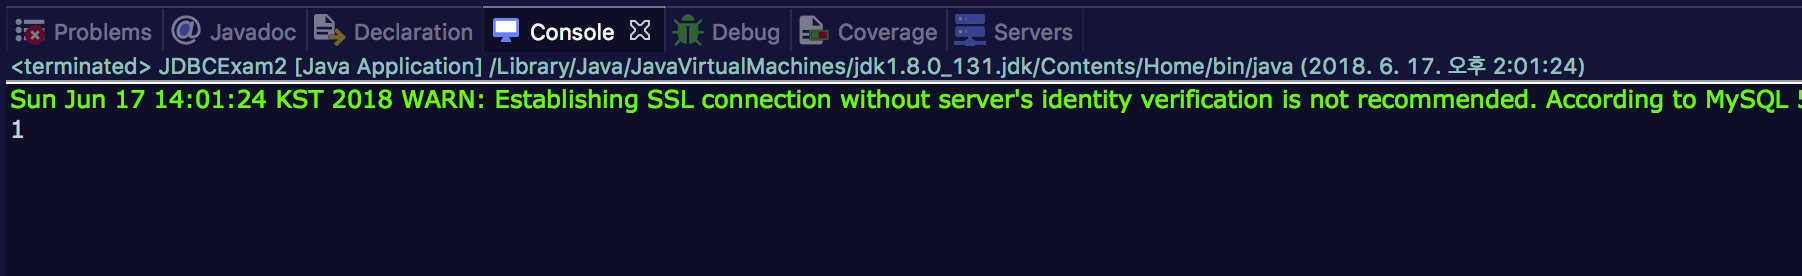 Problems Javadoc Declaration Console Debug Coverage Servers
<terminated> JDBCExam2 [Java Application] /Library/Java/JavaVirtualMachines/jdk1.8.0_131.jdk/Contents/Home/bin/java (2018. 6. 17. 오후 2:01:24)
Sun Jun 17 14:01:24 KST 2018 WARN: Establishing SSL connection without server's identity verification is not recommended. According to MySQL 5
1